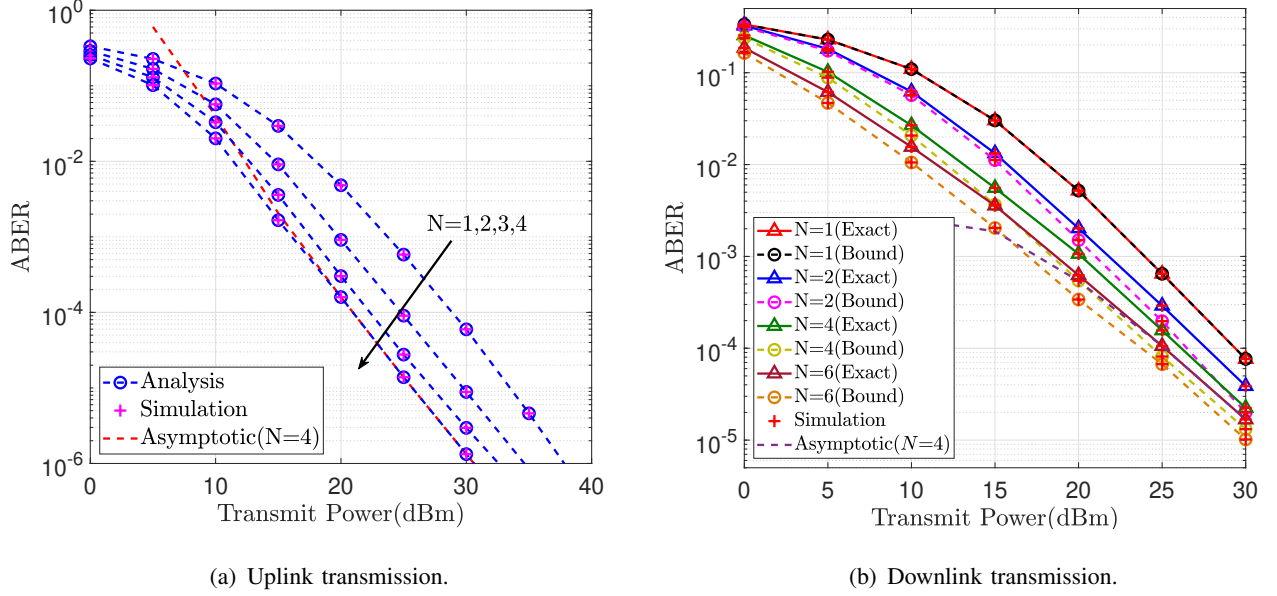 10^0
10^-2
10^-4
10^-6
ABER
0
10
20
30
40
Transmit Power(dBm)
N=1,2,3,4
Analysis
Simulation
Asymptotic(N=4)
(a) Uplink transmission.
10^-1
10^-2
10^-3
10^-4
10^-5
ABER
0
5
10
15
20
25
30
Transmit Power(dBm)
N=1(Exact)
N=1(Bound)
N=2(Exact)
N=2(Bound)
N=4(Exact)
N=4(Bound)
N=6(Exact)
N=6(Bound)
Simulation
Asymptotic(N=4)
(b) Downlink transmission.